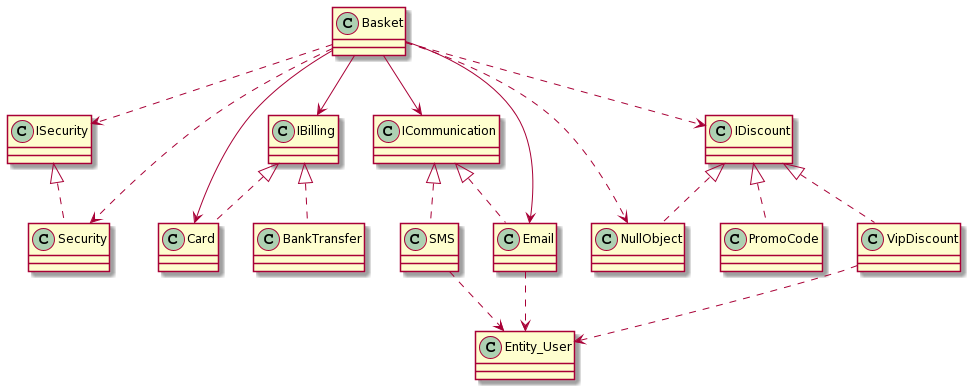 C Basket
C ISecurity
C IBilling
C ICommunication
C IDiscount
C Security
C Card
C BankTransfer
C SMS
C Email
C NullObject
C PromoCode
C VipDiscount
C Entity_User